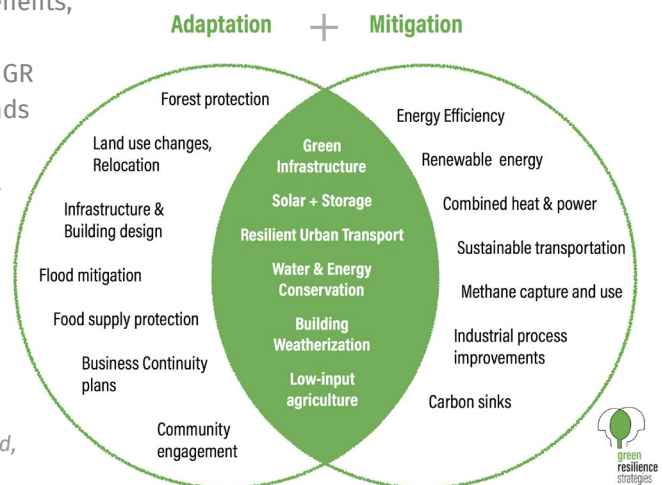 enefits,
GR
nds
d,
Adaptation + Mitigation
Forest protection
Land use changes,
Relocation
Infrastructure &
Building design
Flood mitigation
Food supply protection
Business Continuity
plans
Community
engagement
Green
Infrastructure
Solar + Storage
Resilient Urban Transport
Water & Energy
Conservation
Building
Weatherization
Low-input
agriculture
Energy Efficiency
Renewable energy
Combined heat & power
Sustainable transportation
Methane capture and use
Industrial process
improvements
Carbon sinks
green
resilience
strategies